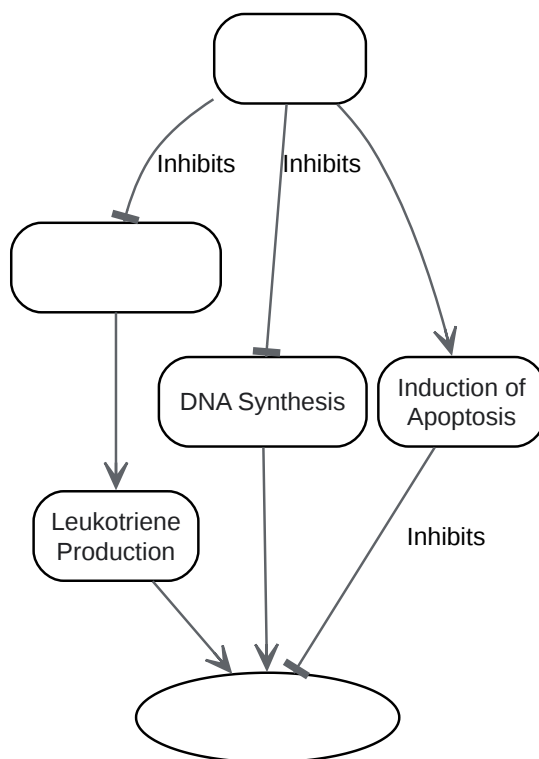 Inhibits
Inhibits
DNA Synthesis
Induction of
Apoptosis
Leukotriene
Production
Inhibits